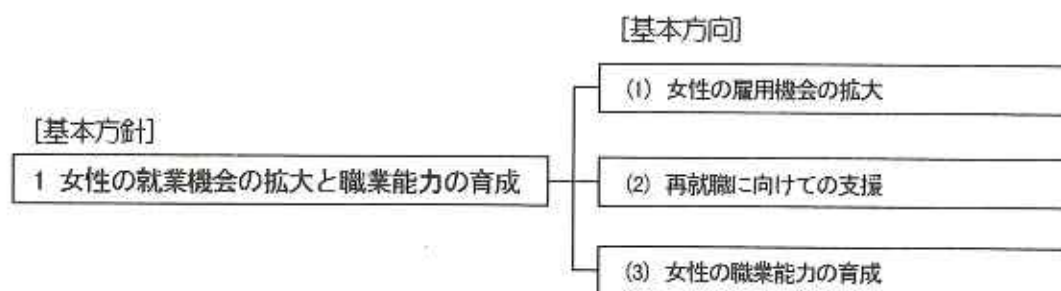 [基本方向]
(1) 女性の雇用機会の拡大
[基本方針]
1 女性の就業機会の拡大と職業能力の育成
(2) 再就職に向けての支援
(3) 女性の職業能力の育成